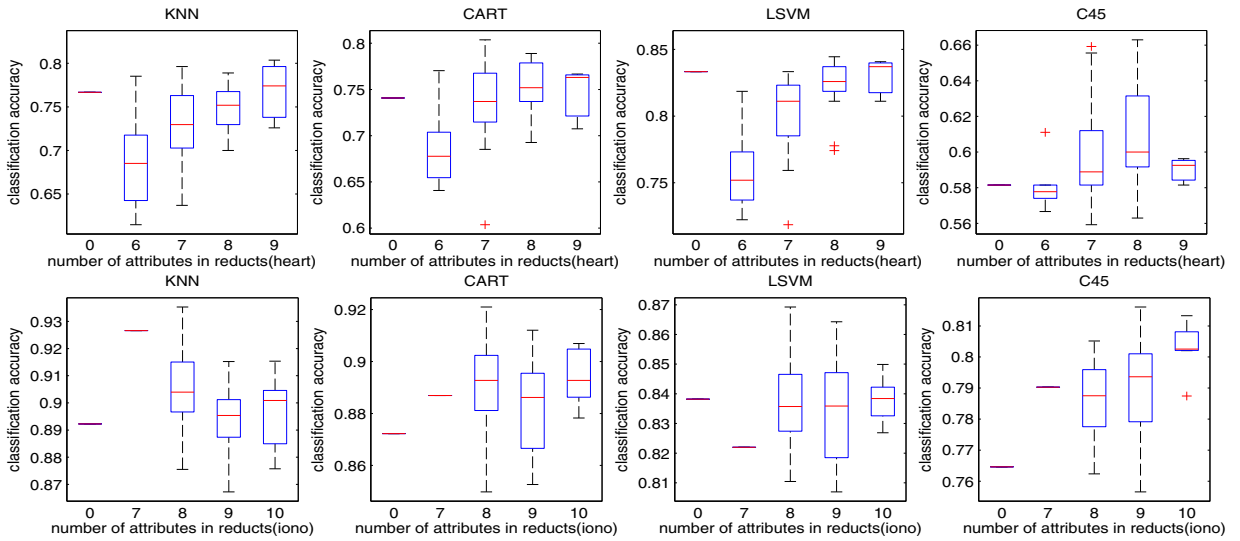 KNN
CART
LSVM
C45
classification accuracy
0.8
0.75
0.7
0.65
0 6 7 8 9
number of attributes in reducts(heart)
classification accuracy
0.8
0.75
0.7
0.65
0.6
0 6 7 8 9
number of attributes in reducts(heart)
classification accuracy
0.85
0.8
0.75
0 6 7 8 9
number of attributes in reducts(heart)
classification accuracy
0.66
0.64
0.62
0.6
0.58
0.56
0 6 7 8 9
number of attributes in reducts(heart)
KNN
CART
LSVM
C45
classification accuracy
0.93
0.92
0.91
0.9
0.89
0.88
0.87
0 7 8 9 10
number of attributes in reducts(iono)
classification accuracy
0.92
0.9
0.88
0.86
0 7 8 9 10
number of attributes in reducts(iono)
classification accuracy
0.87
0.86
0.85
0.84
0.83
0.82
0.81
0 7 8 9 10
number of attributes in reducts(iono)
classification accuracy
0.81
0.8
0.79
0.78
0.77
0.76
0 7 8 9 10
number of attributes in reducts(iono)